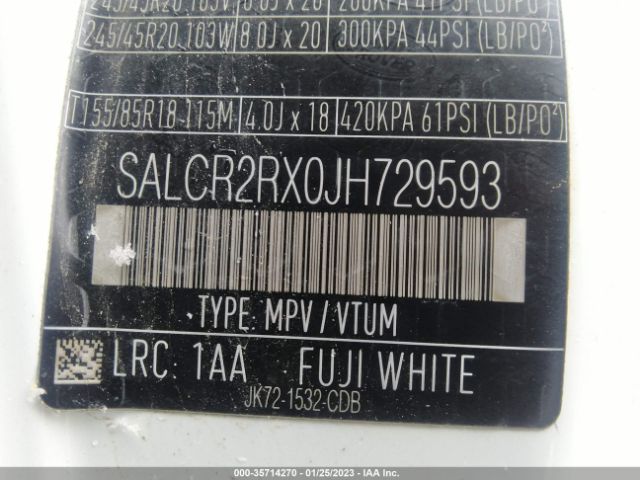 245/45R20 103W 8.0J x 20 300KPA 44PSI (LB/PO²)
T155/85R18 115M 4.0J x 18 420KPA 61PSI (LB/PO²)
SALCR2RX0JH729593
TYPE: MPV / VTUM
LRC: 1AA FUJI WHITE
JK72-1532-CDB
000-35714270 - 01/25/2023 - IAA Inc.